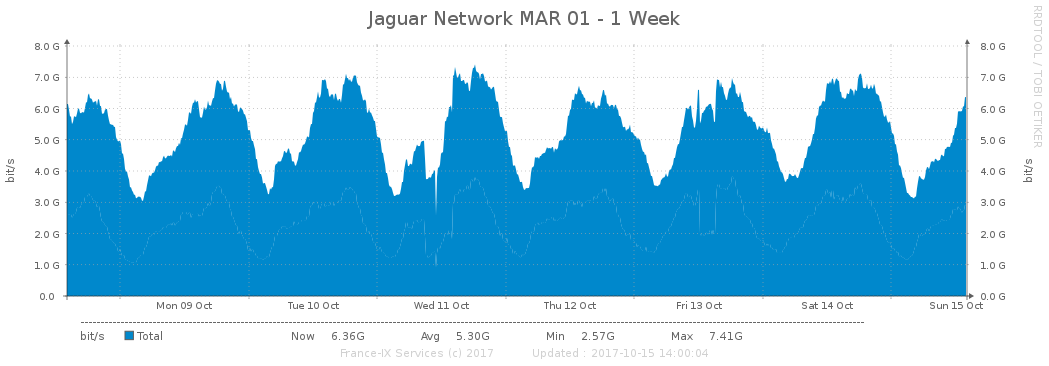 Jaguar Network MAR 01 - 1 Week
RRDTOOL / TOBI OETIKER
bit/s
8.0 G 8.0 G
7.0 G 7.0 G
6.0 G 6.0 G
5.0 G 5.0 G
4.0 G 4.0 G
3.0 G 3.0 G
2.0 G 2.0 G
1.0 G 1.0 G
0.0 0.0 G
bit/s
Mon 09 Oct Tue 10 Oct Wed 11 Oct Thu 12 Oct Fri 13 Oct Sat 14 Oct Sun 15 Oct
bit/s Total Now 6.36G Avg 5.30G Min 2.57G Max 7.41G
France-IX Services (c) 2017 Updated : 2017-10-15 14:00:04